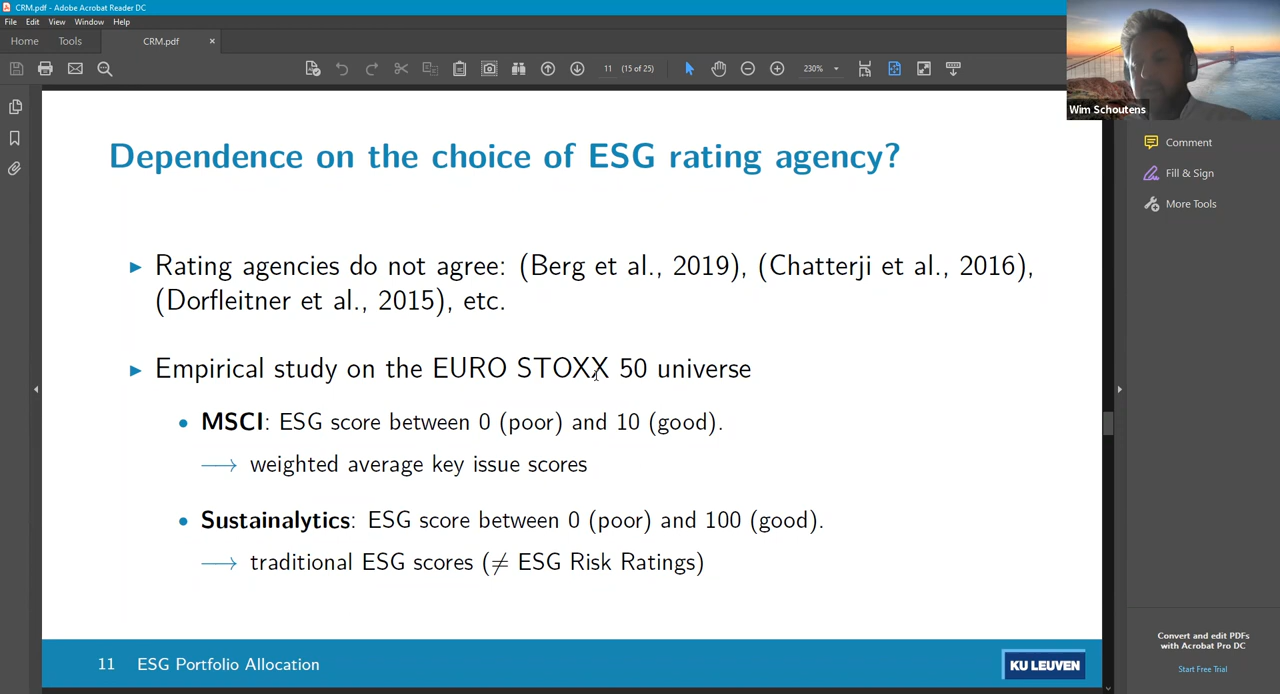 CRM.pdf - Adobe Acrobat Reader DC
File Edit View Window Help
Home Tools CRM.pdf ×
11 (15 of 25) 230%
Wim Schoutens
Comment
Fill & Sign
More Tools
Dependence on the choice of ESG rating agency?
Rating agencies do not agree: (Berg et al., 2019), (Chatterji et al., 2016),
(Dorfleitner et al., 2015), etc.
Empirical study on the EURO STOXX 50 universe
MSCI: ESG score between 0 (poor) and 10 (good).
⟶ weighted average key issue scores
Sustainalytics: ESG score between 0 (poor) and 100 (good).
⟶ traditional ESG scores (≠ ESG Risk Ratings)
11 ESG Portfolio Allocation
KU LEUVEN
Convert and edit PDFs
with Acrobat Pro DC
Start Free Trial